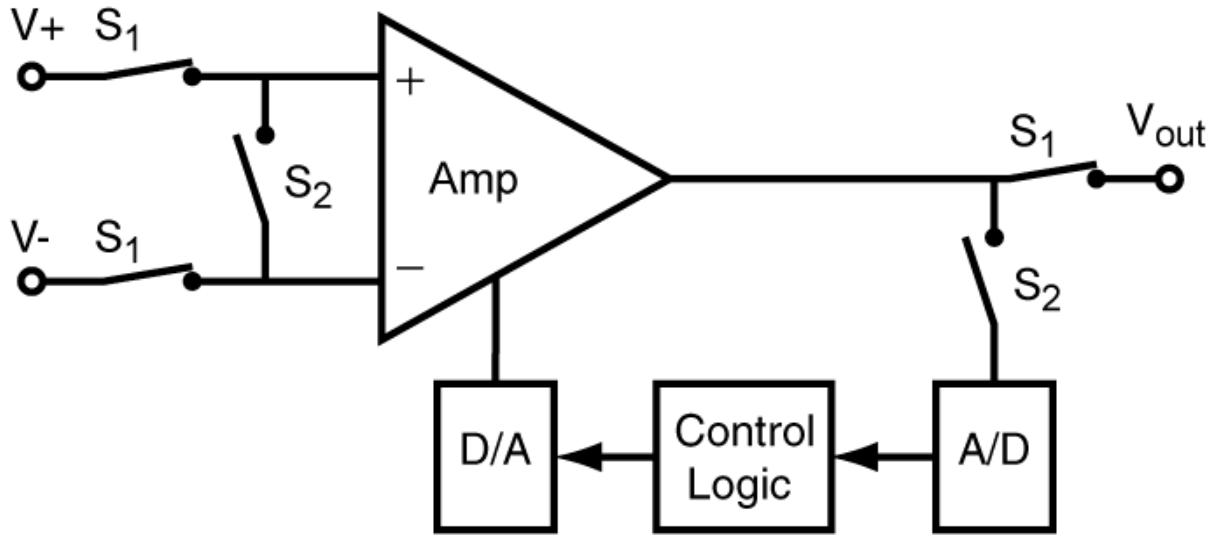 V+ S1
+
Amp
S2
V- S1
−
S1 Vout
S2
D/A
Control
Logic
A/D